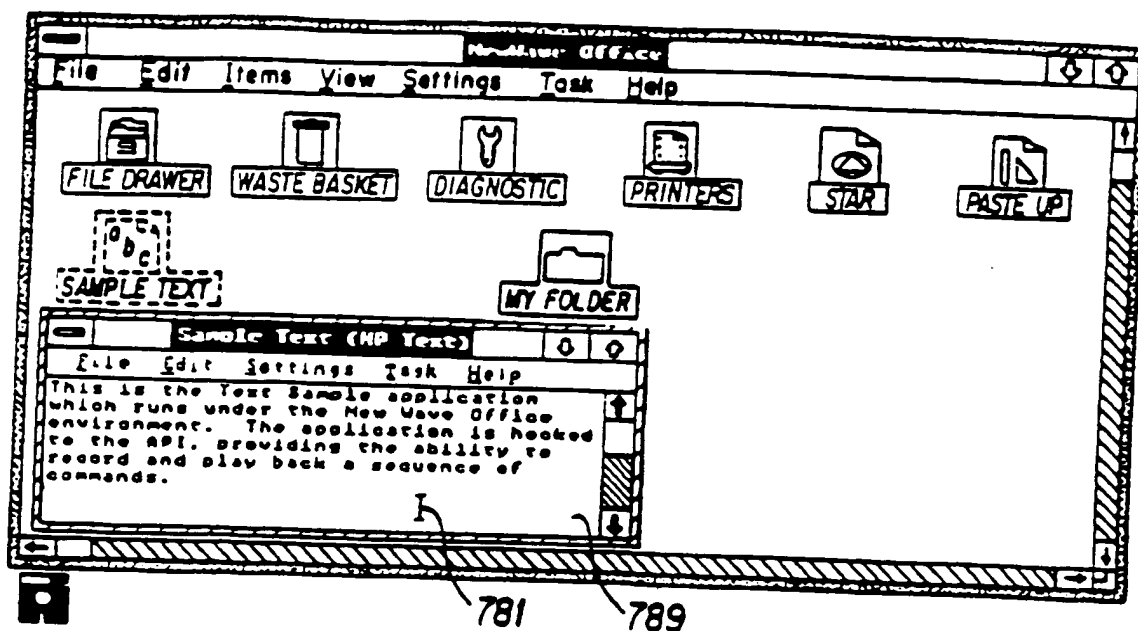 NewWave Office
File Edit Items View Settings Task Help
FILE DRAWER WASTE BASKET DIAGNOSTIC PRINTERS STAR PASTE UP
a b c
SAMPLE TEXT MY FOLDER
Sample Text (HP Text)
File Edit Settings Task Help
This is the Text Sample application
which runs under the New Wave Office
environment. The application is hooked
to the API, providing the ability to
record and play back a sequence of
commands.
781 789